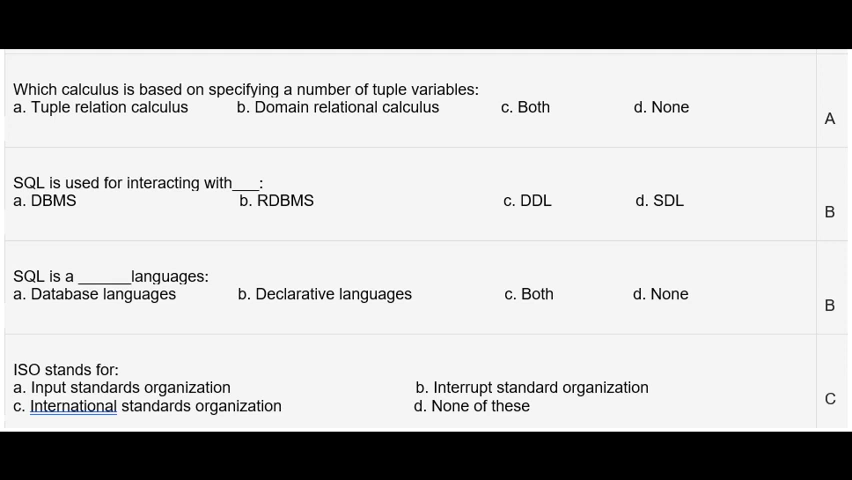 Which calculus is based on specifying a number of tuple variables:
a. Tuple relation calculus b. Domain relational calculus c. Both d. None
A
SQL is used for interacting with___:
a. DBMS b. RDBMS c. DDL d. SDL
B
SQL is a ______languages:
a. Database languages b. Declarative languages c. Both d. None
B
ISO stands for:
a. Input standards organization b. Interrupt standard organization
c. International standards organization d. None of these
C